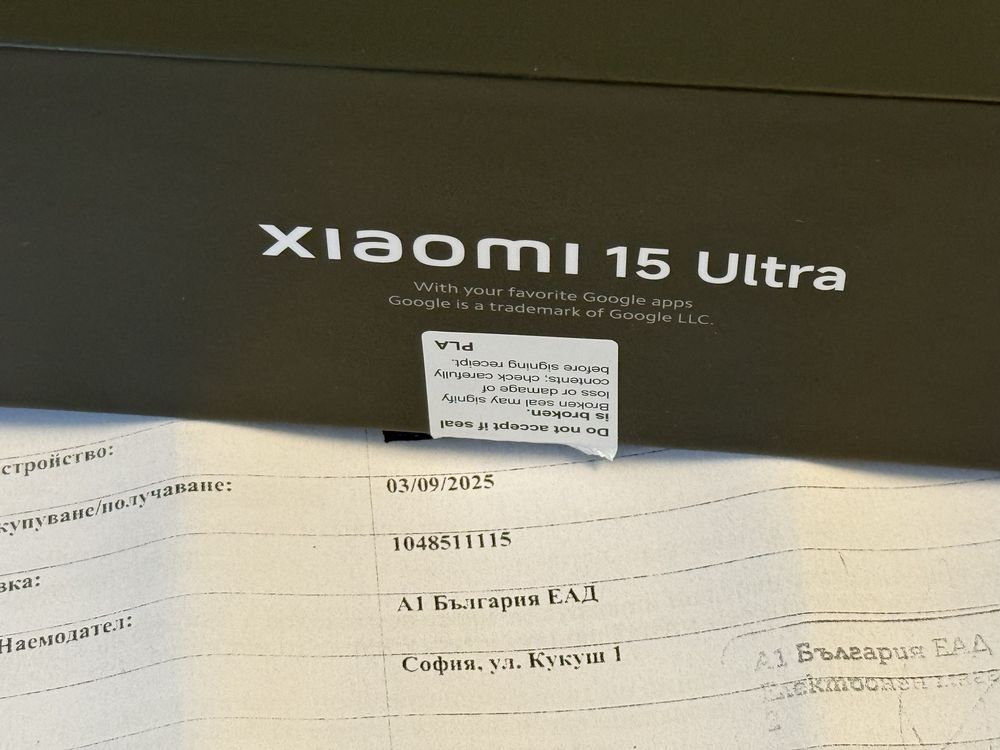 xiaomi 15 Ultra
With your favorite Google apps
Google is a trademark of Google LLC.
Do not accept if seal
is broken.
Broken seal may signify
loss or damage of
contents; check carefully
before signing receipt.
PLA
стройство:
купуване/получаване:
03/09/2025
1048511115
вка:
А1 България ЕАД
Наемодател:
София, ул. Кукуш 1
А1 България ЕАД